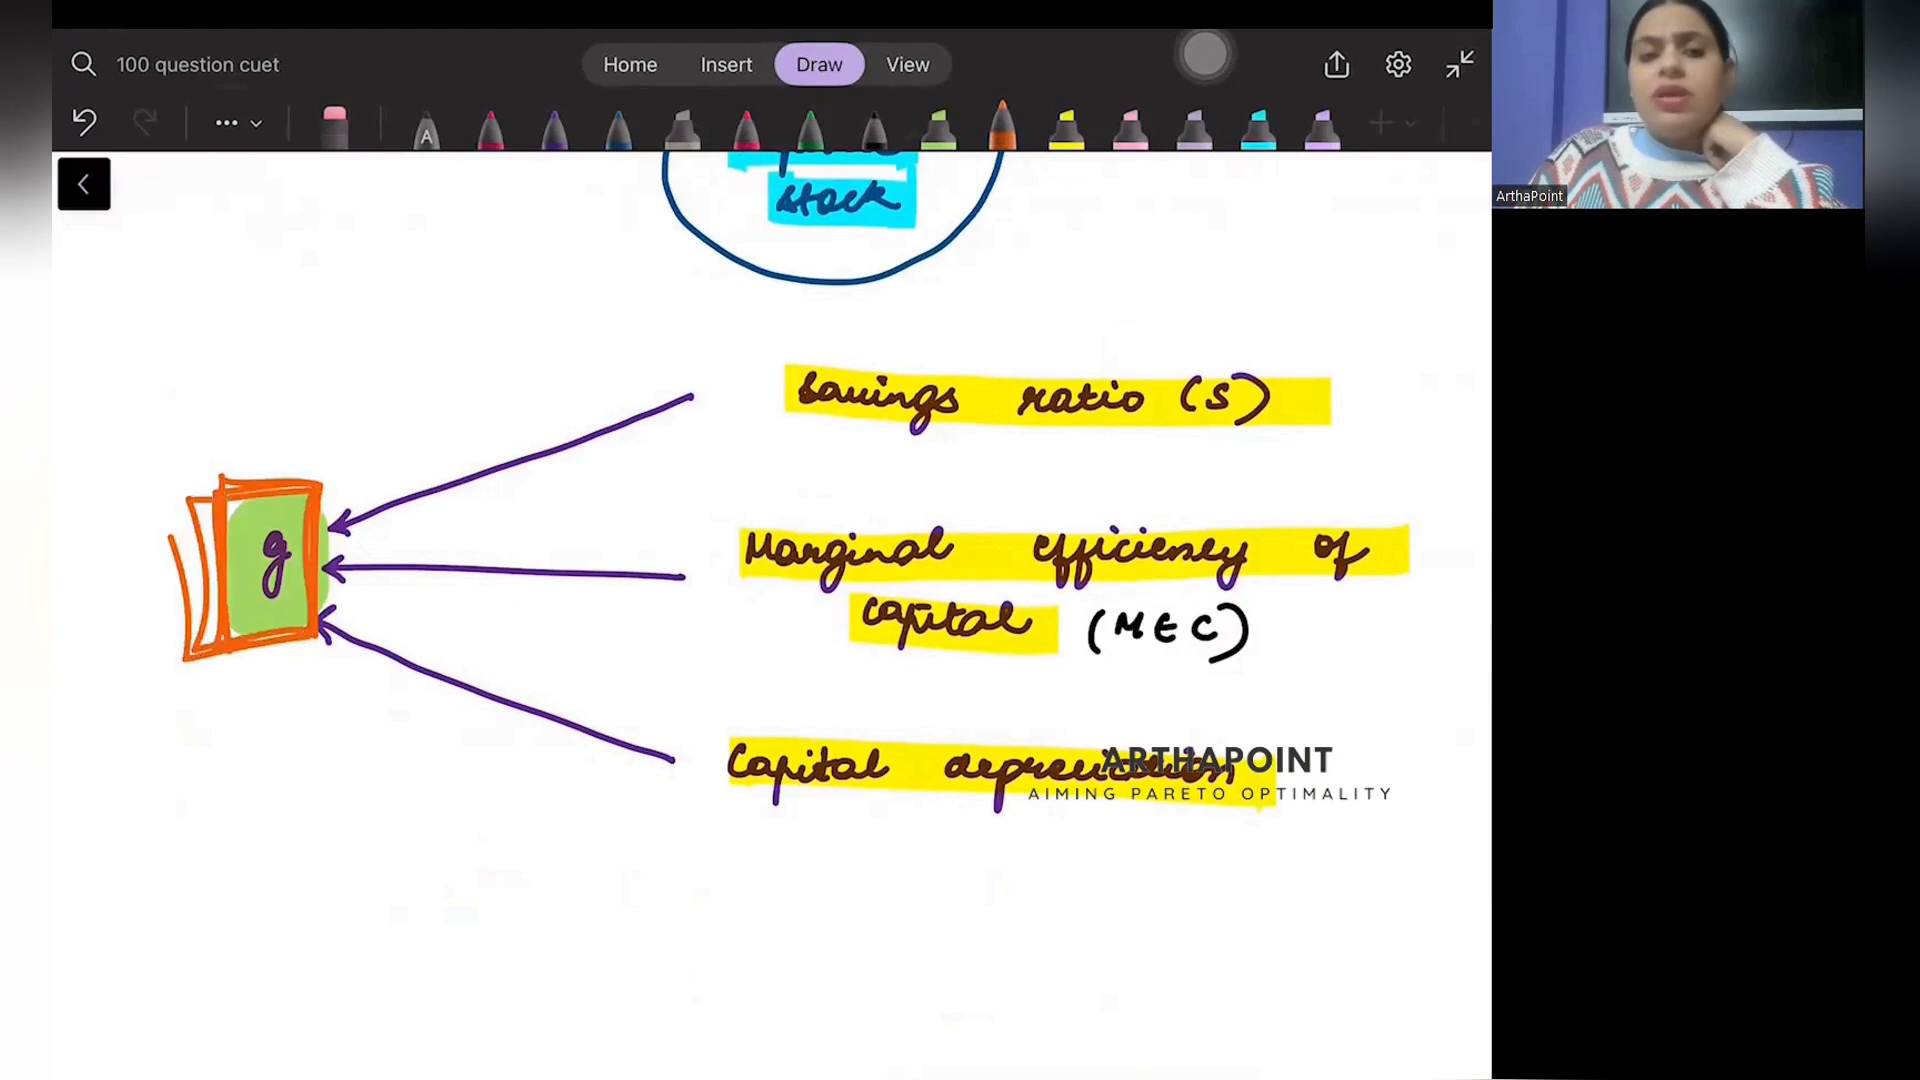 100 question cuet
Home Insert Draw View
A
ArthaPoint
stock
Savings ratio (s)
g
Marginal efficiency of
capital (MEC)
Capital depreciation
ARTHAPOINT
AIMING PARETO OPTIMALITY